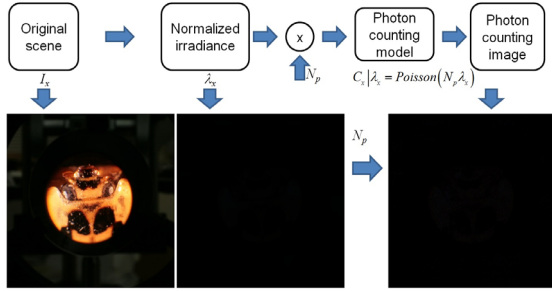 Original
scene
Normalized
irradiance
x
Photon
counting
model
Photon
counting
image
I_x
λ_x
N_p
C_x|λ_x = Poisson(N_p λ_x)
N_p